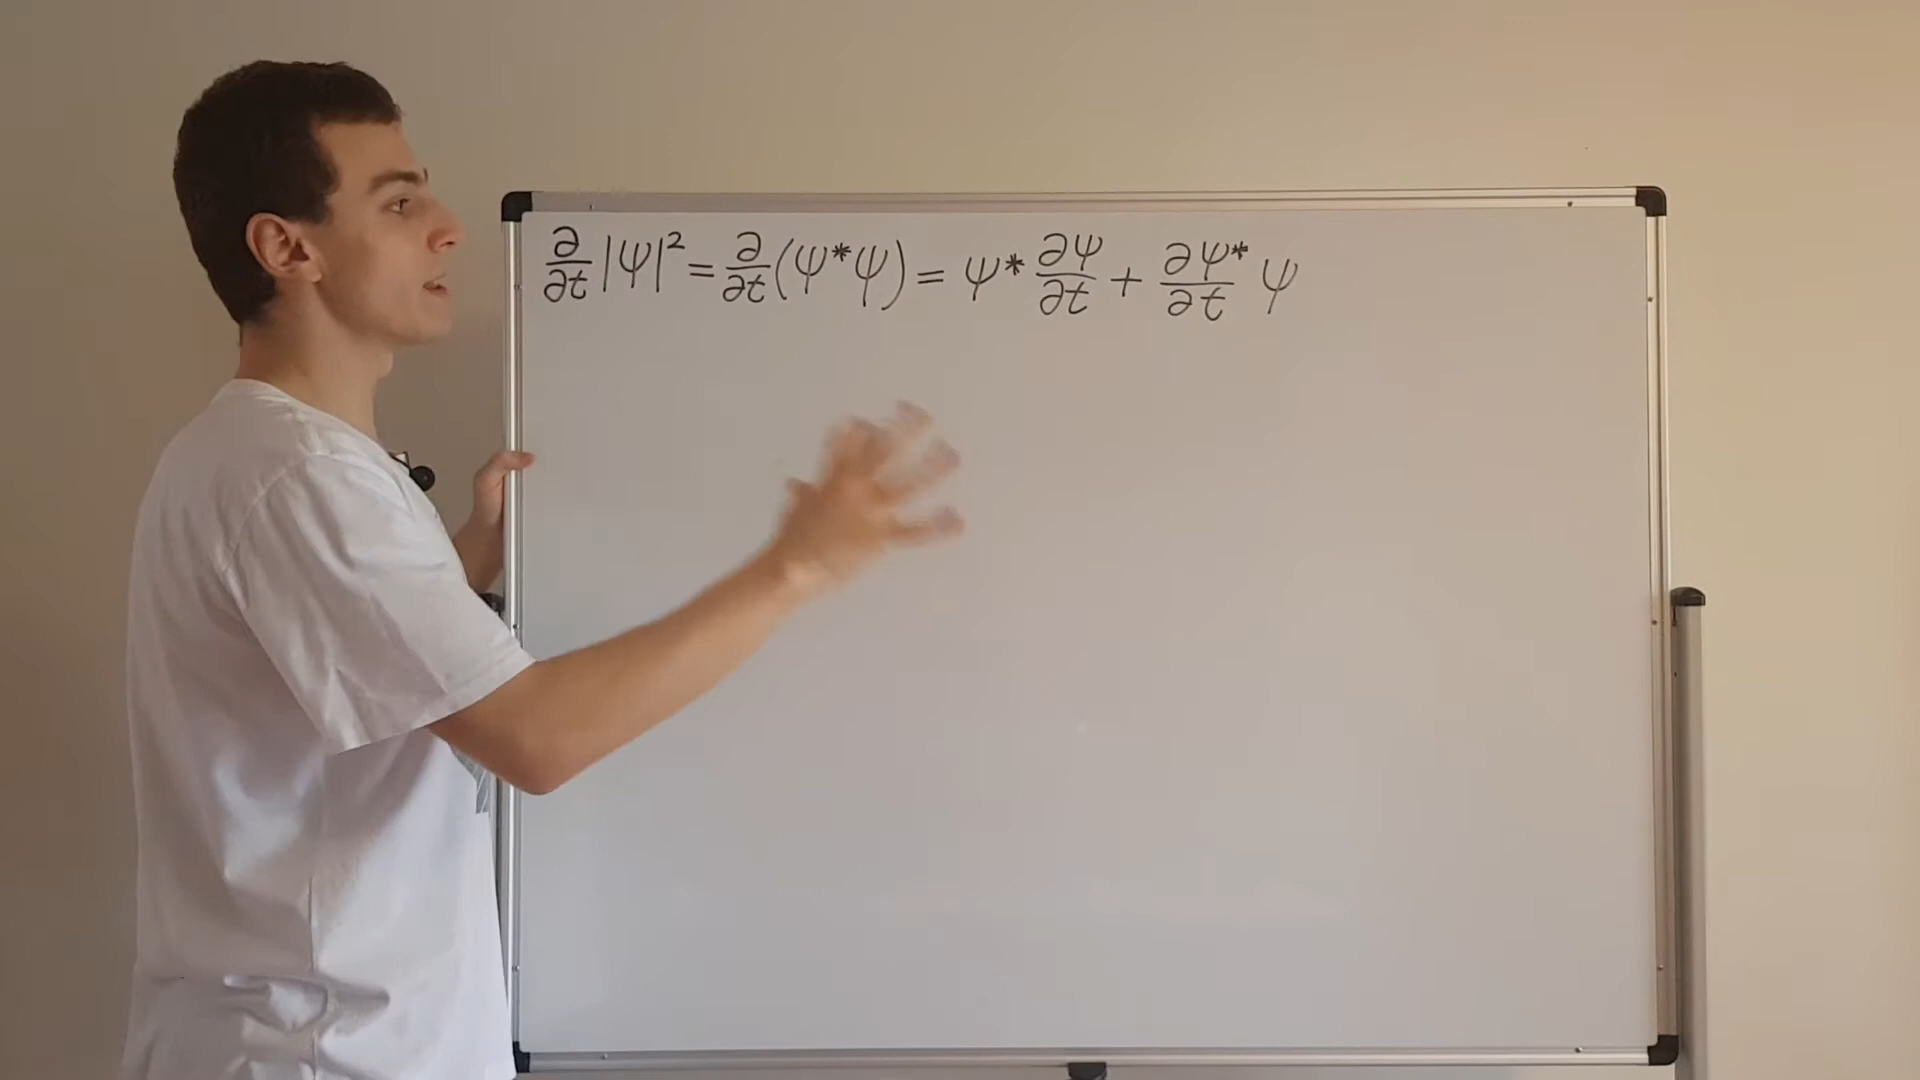 ∂/∂t |ψ|² = ∂/∂t (ψ*ψ) = ψ* ∂ψ/∂t + ∂ψ*/∂t ψ